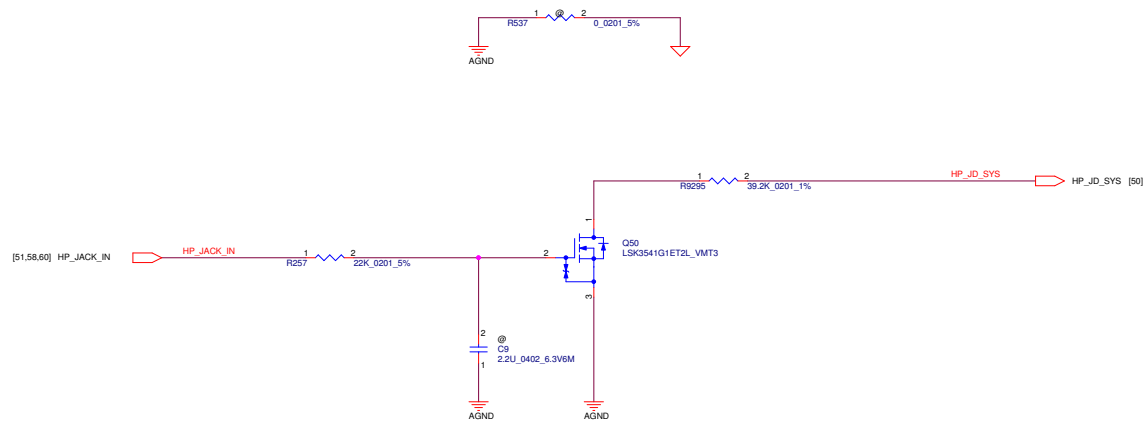 1 @ 2
R537 0_0201_5%
AGND
1 2 HP_JD_SYS
R9295 39.2K_0201_1%
HP_JD_SYS [50]
1
Q50
LSK3541G1ET2L_VMT3
[51,58,60] HP_JACK_IN
HP_JACK_IN
1 2
R257 22K_0201_5%
2
3
2 @
C9
2.2U_0402_6.3V6M
1
AGND AGND